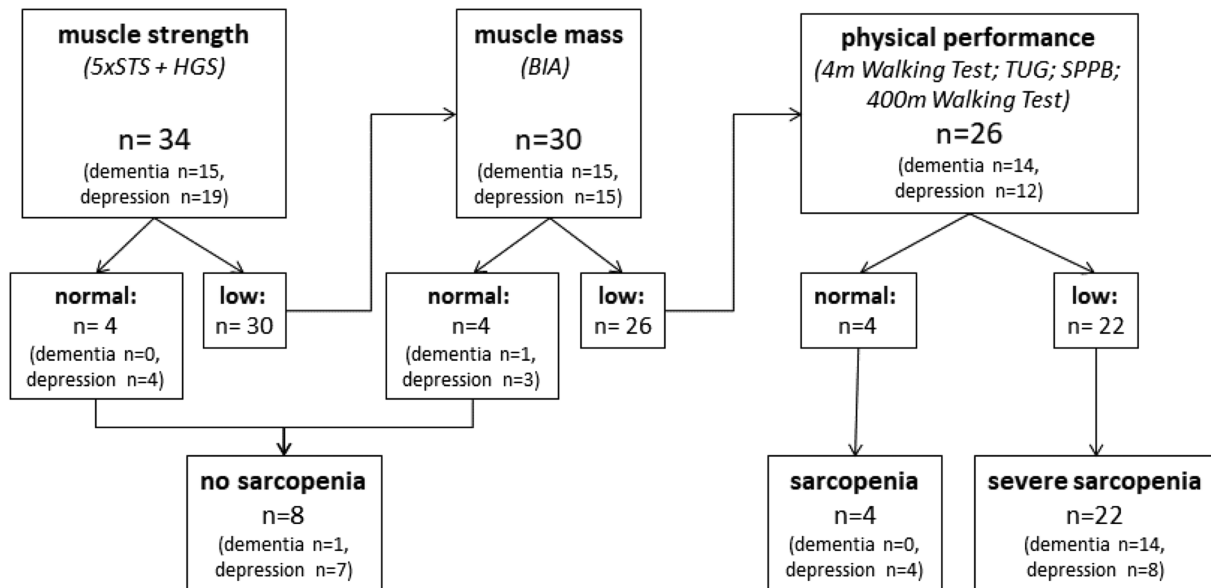 muscle strength
(5xSTS + HGS)
n= 34
(dementia n=15,
depression n=19)
muscle mass
(BIA)
n=30
(dementia n=15,
depression n=15)
physical performance
(4m Walking Test; TUG; SPPB;
400m Walking Test)
n=26
(dementia n=14,
depression n=12)
normal:
n= 4
(dementia n=0,
depression n=4)
low:
n= 30
normal:
n=4
(dementia n=1,
depression n=3)
low:
n= 26
normal:
n=4
low:
n= 22
no sarcopenia
n=8
(dementia n=1,
depression n=7)
sarcopenia
n=4
(dementia n=0,
depression n=4)
severe sarcopenia
n=22
(dementia n=14,
depression n=8)